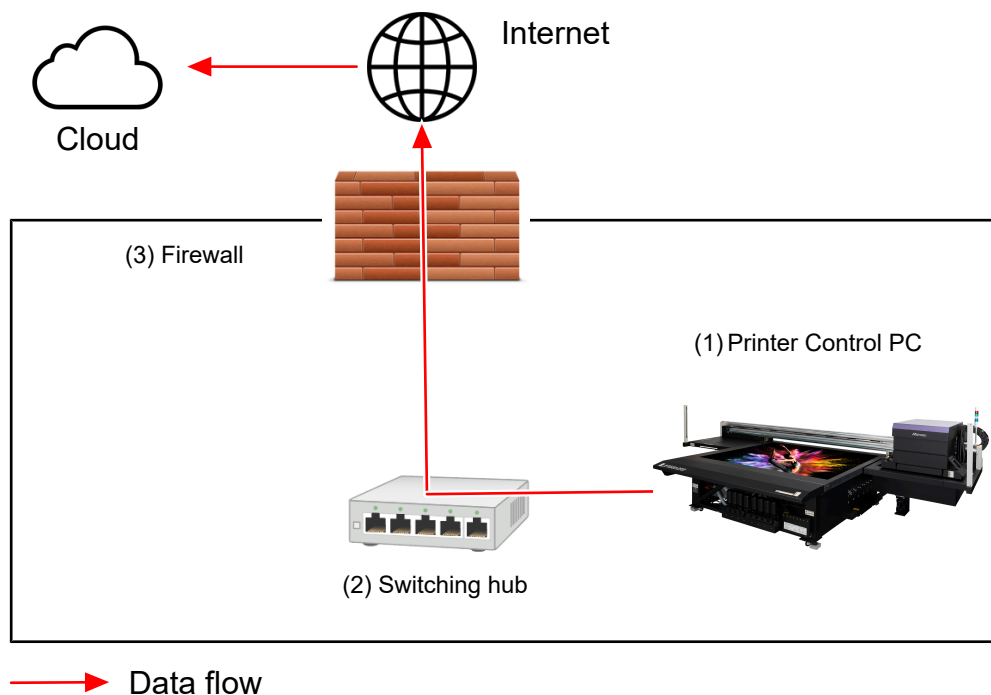 Internet
Cloud
(3) Firewall
(1) Printer Control PC
(2) Switching hub
Data flow